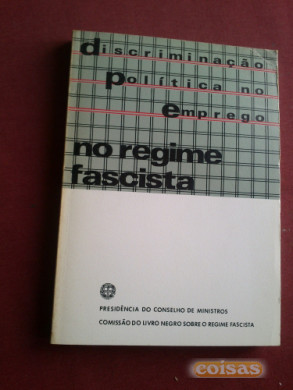 discriminação
política no
emprego
no regime
fascista
PRESIDÊNCIA DO CONSELHO DE MINISTROS
COMISSÃO DO LIVRO NEGRO SOBRE O REGIME FASCISTA
coisas